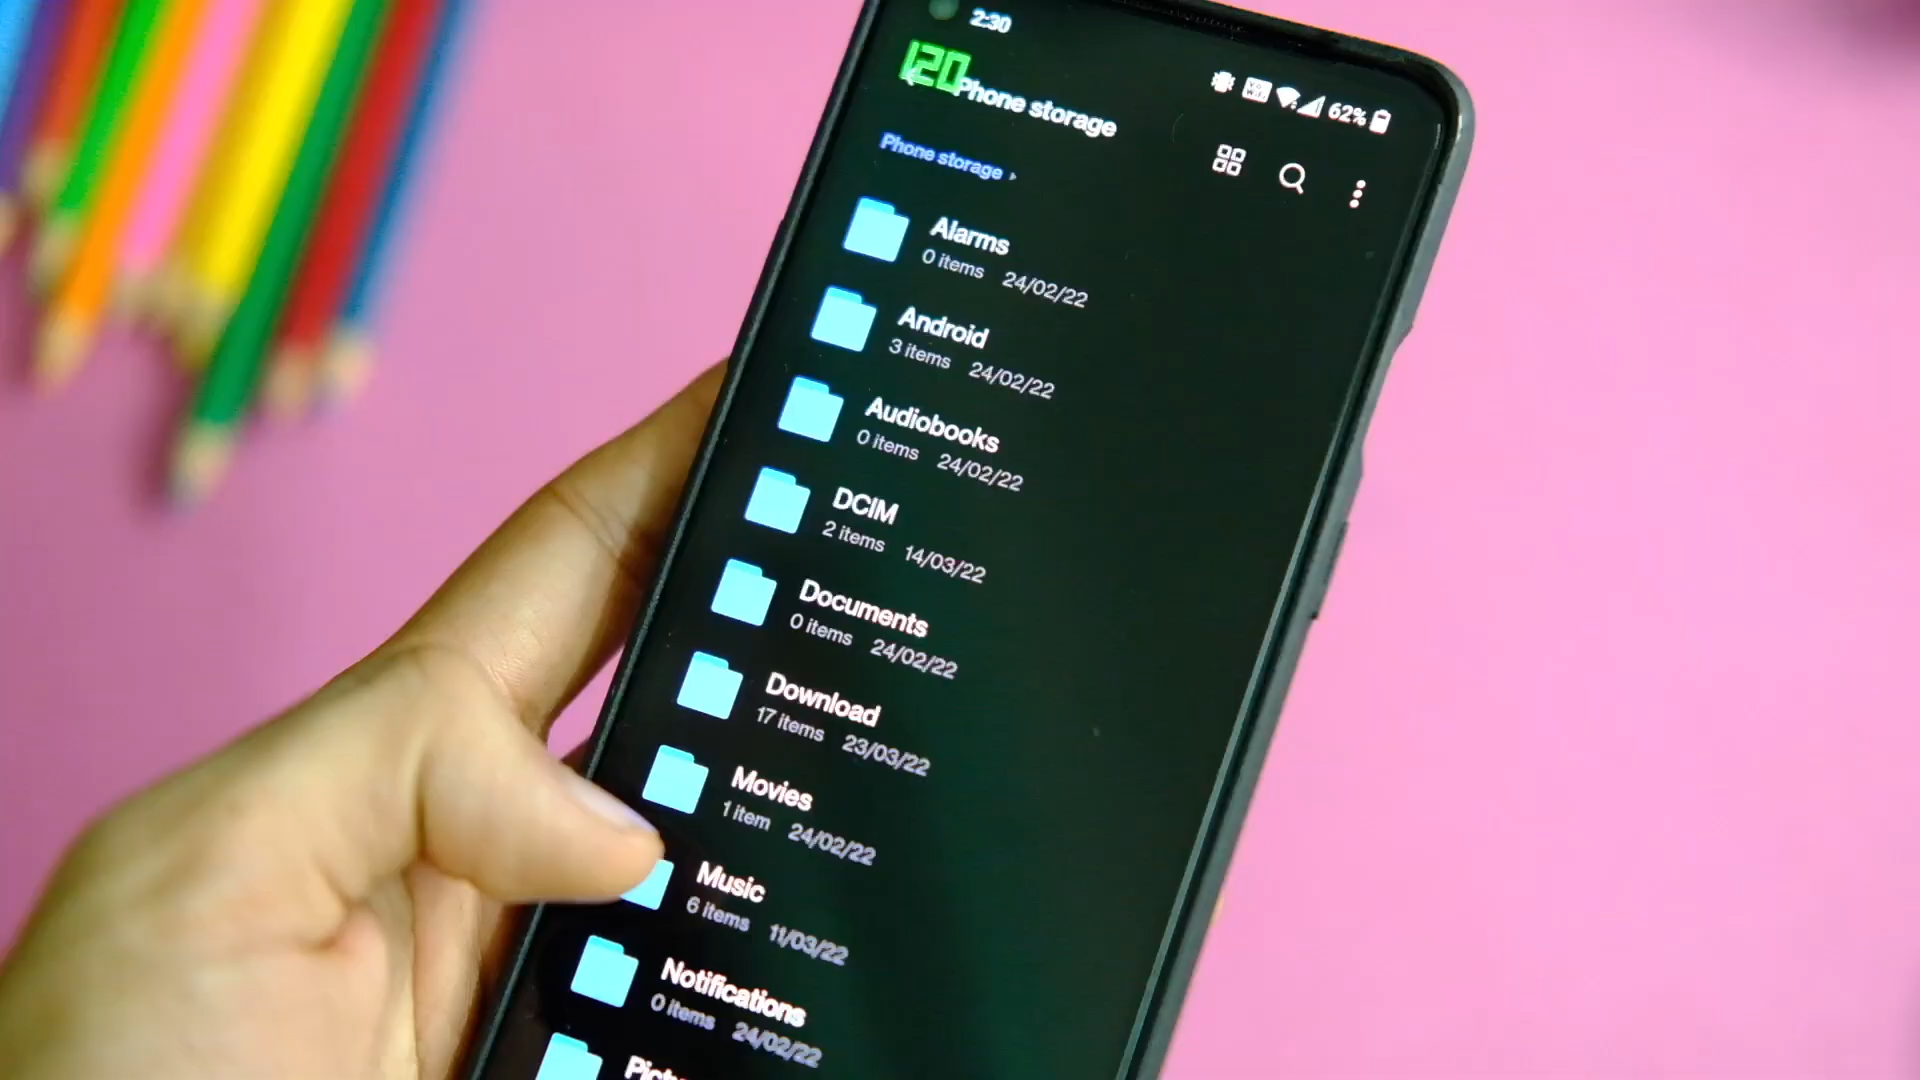 2:30
62%
120
Phone storage
Phone storage
Alarms
0 items 24/02/22
Android
3 items 24/02/22
Audiobooks
0 items 24/02/22
DCIM
2 items 14/03/22
Documents
0 items 24/02/22
Download
17 items 23/03/22
Movies
1 item 24/02/22
Music
6 items 11/03/22
Notifications
0 items 24/02/22